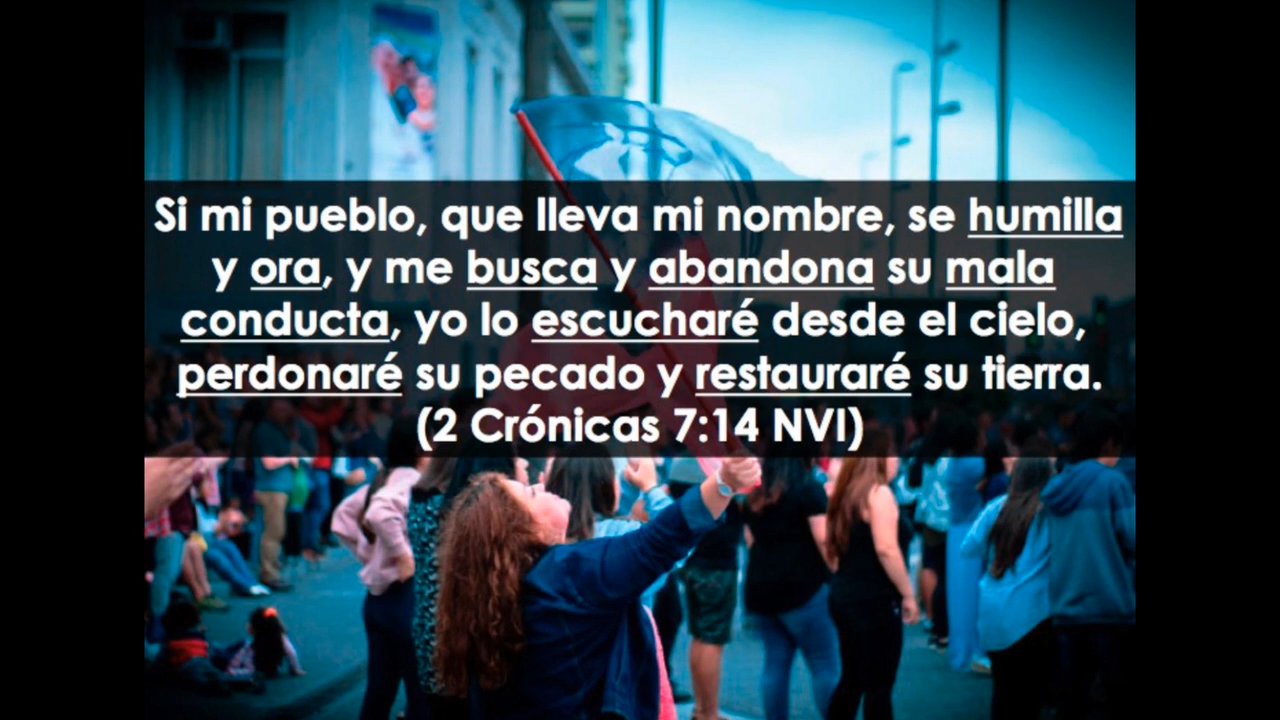 Si mi pueblo, que lleva mi nombre, se humilla
y ora, y me busca y abandona su mala
conducta, yo lo escucharé desde el cielo,
perdonaré su pecado y restauraré su tierra.
(2 Crónicas 7:14 NVI)